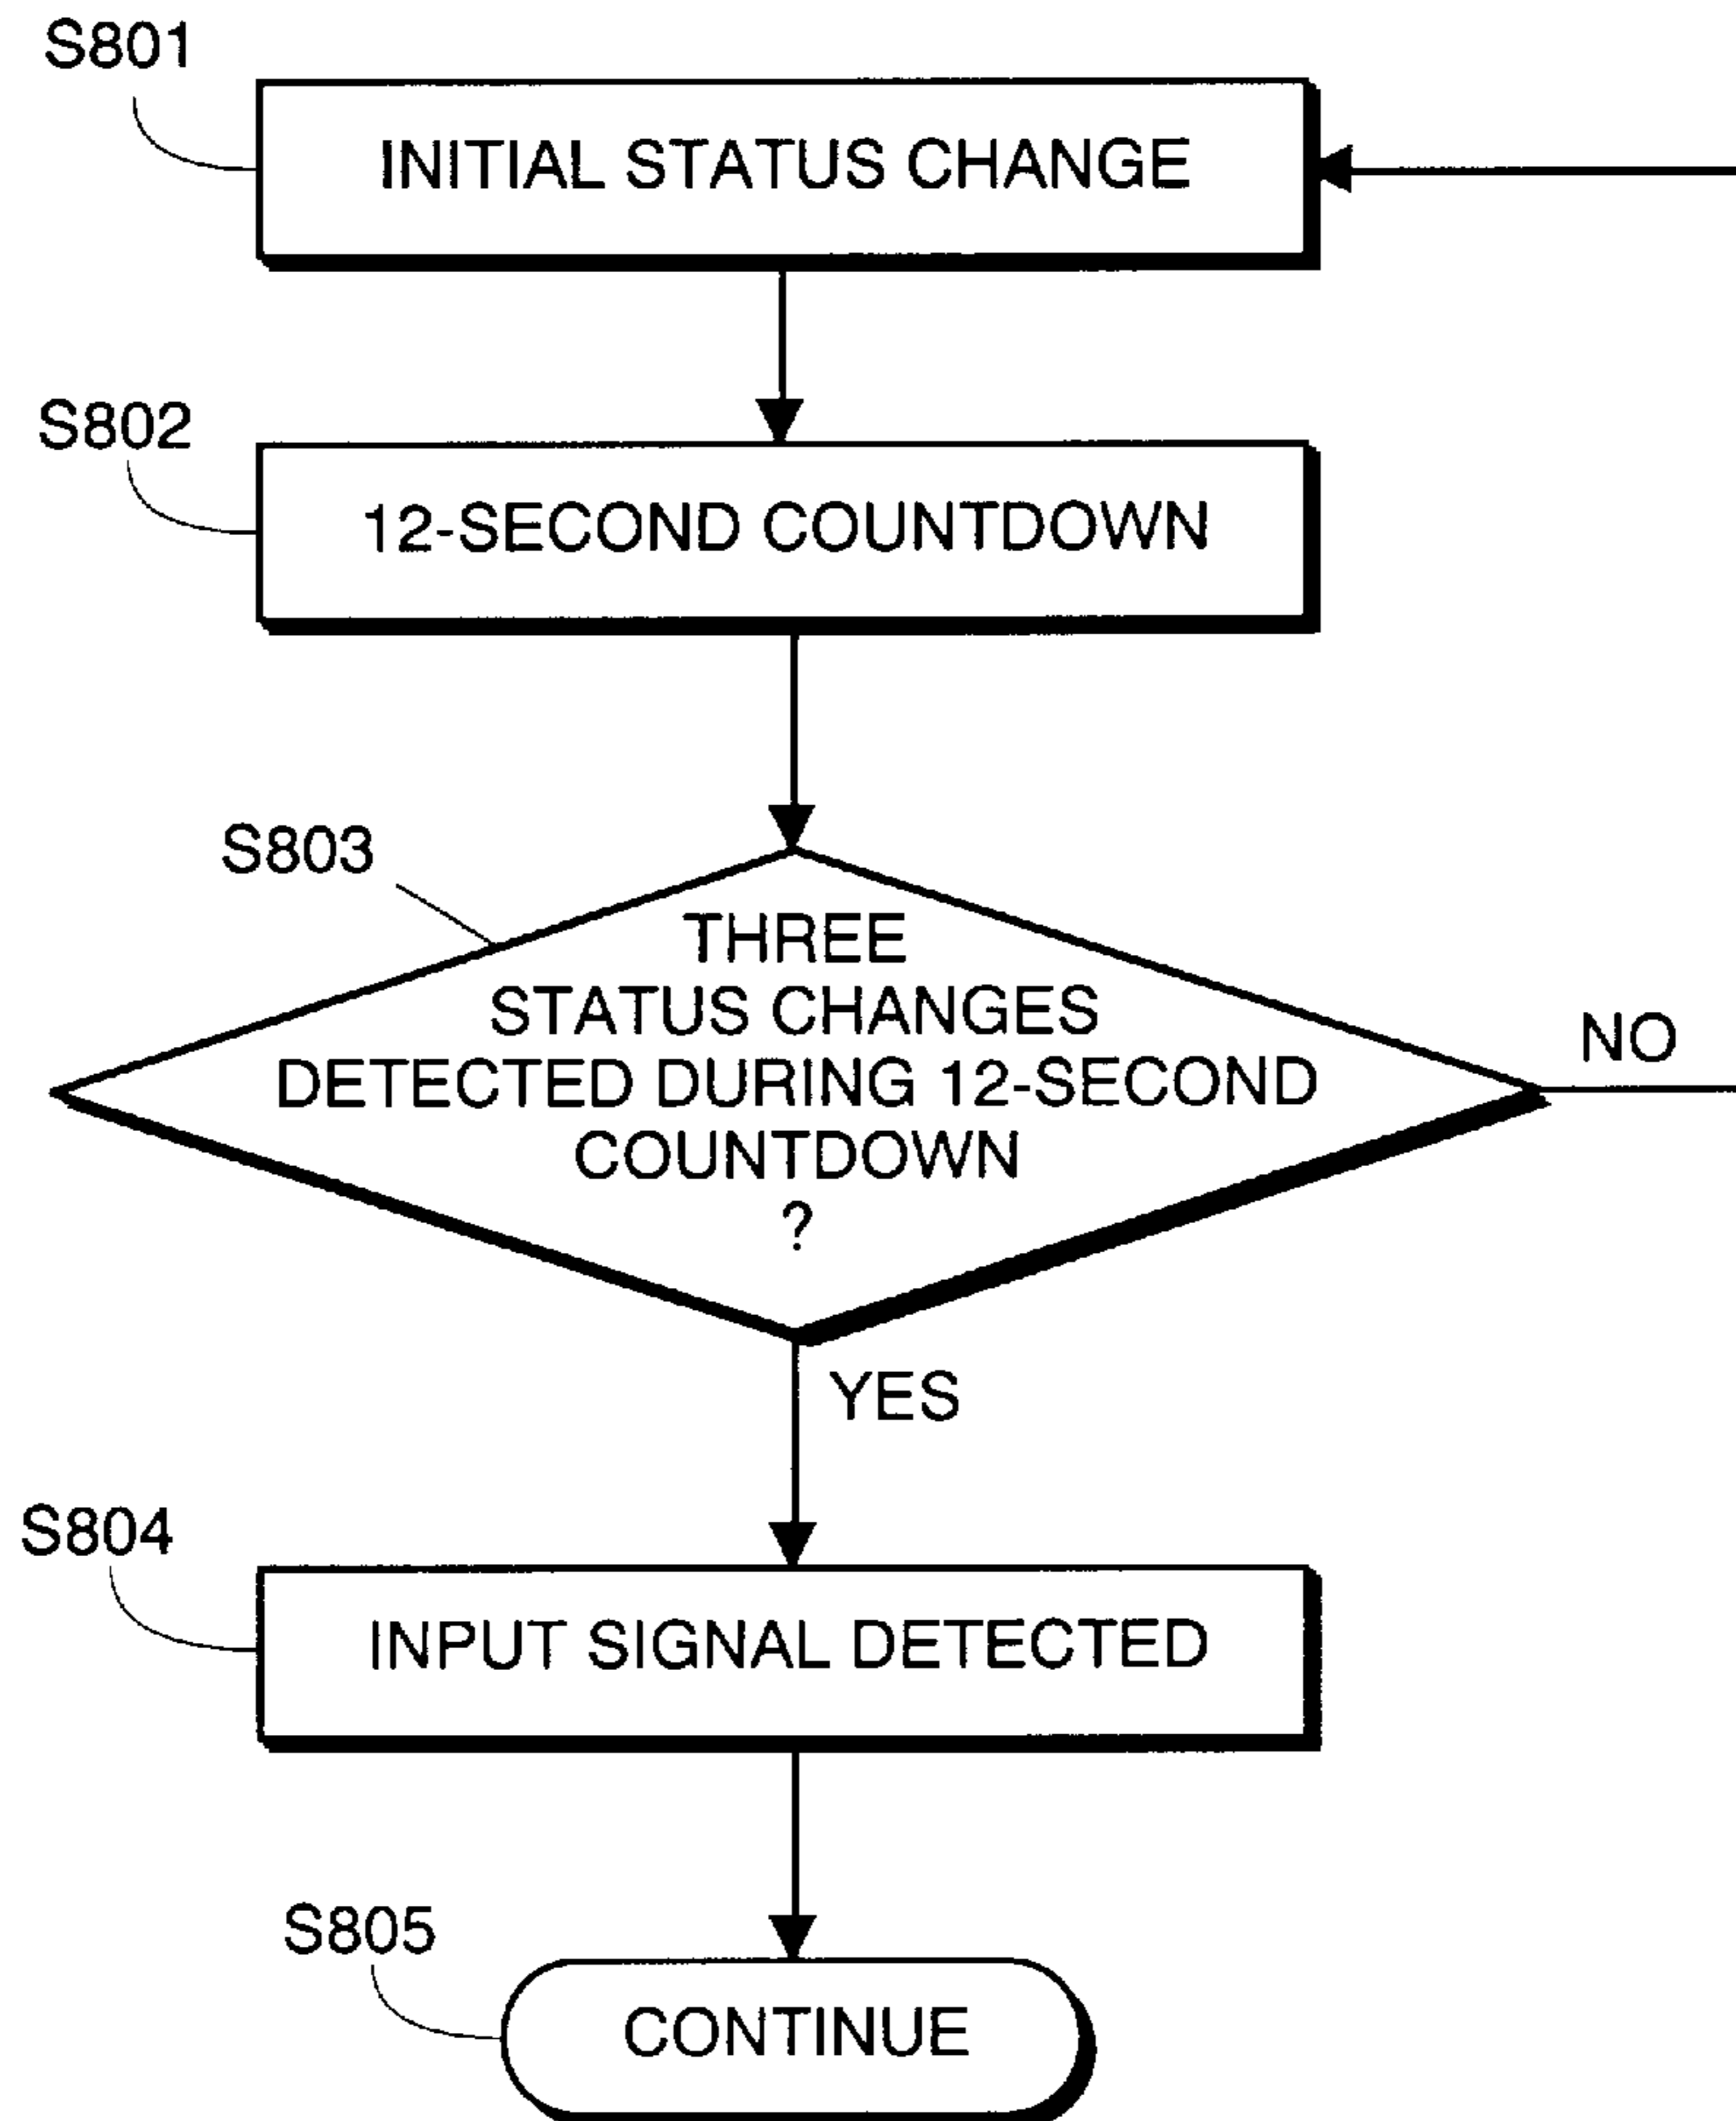 S801
INITIAL STATUS CHANGE
S802
12-SECOND COUNTDOWN
S803
THREE
STATUS CHANGES
DETECTED DURING 12-SECOND
COUNTDOWN
?
NO
YES
S804
INPUT SIGNAL DETECTED
S805
CONTINUE